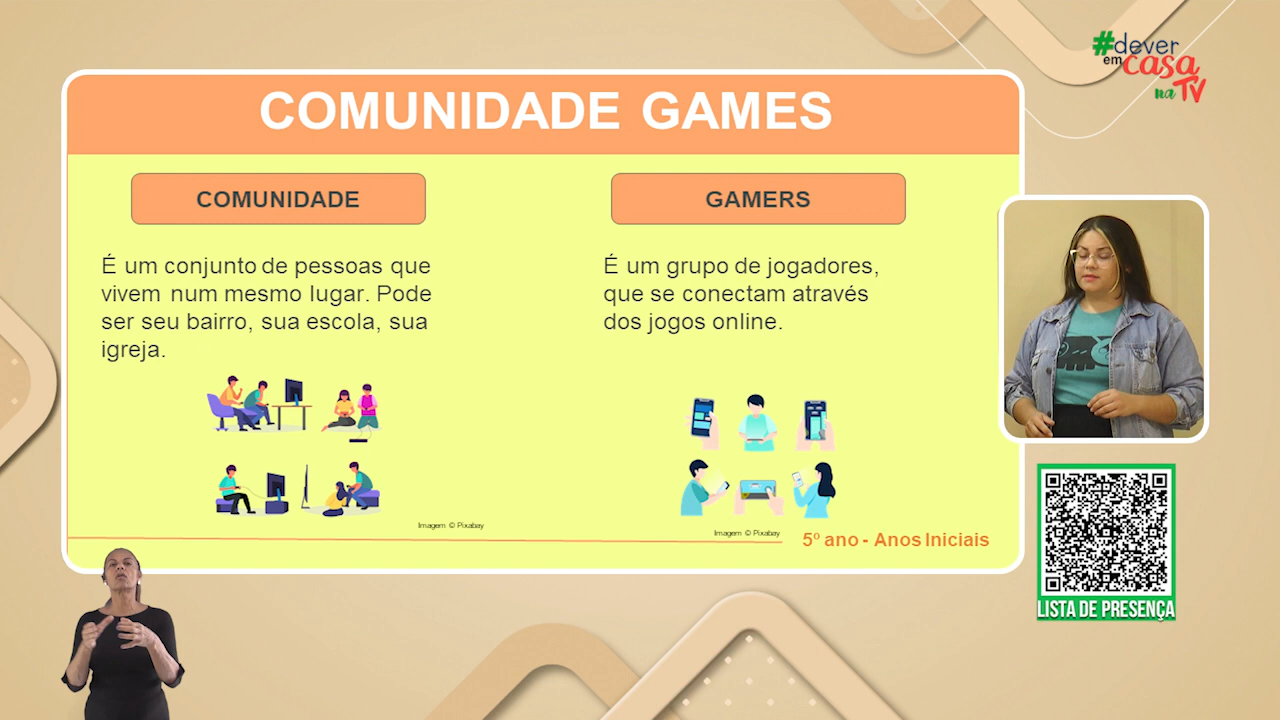 COMUNIDADE GAMES
#dever
em casa
na TV
COMUNIDADE
É um conjunto de pessoas que
vivem num mesmo lugar. Pode
ser seu bairro, sua escola, sua
igreja.
Imagem © Pixabay
GAMERS
É um grupo de jogadores,
que se conectam através
dos jogos online.
Imagem © Pixabay
5º ano - Anos Iniciais
LISTA DE PRESENÇA